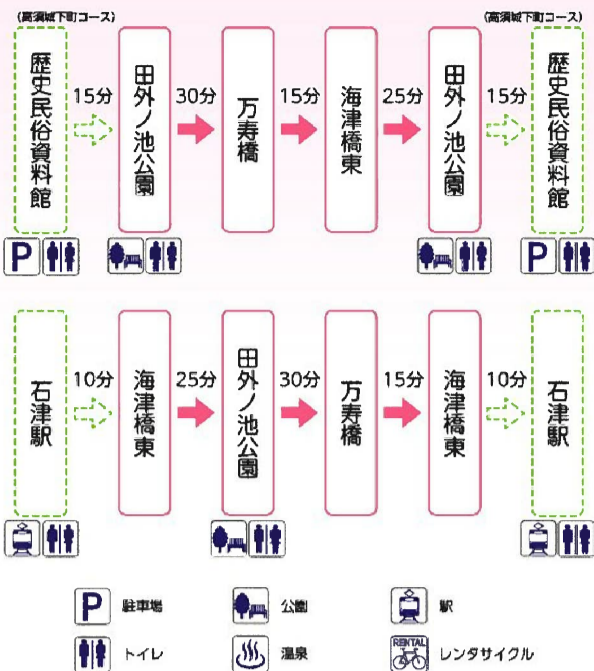 (高須城下町コース)
(高須城下町コース)
歴史民俗資料館
15分
田外ノ池公園
30分
万寿橋
15分
海津橋東
25分
田外ノ池公園
15分
歴史民俗資料館
P
P
石津駅
10分
海津橋東
25分
田外ノ池公園
30分
万寿橋
15分
海津橋東
10分
石津駅
P 駐車場
公園
駅
トイレ
温泉
RENTAL レンタサイクル